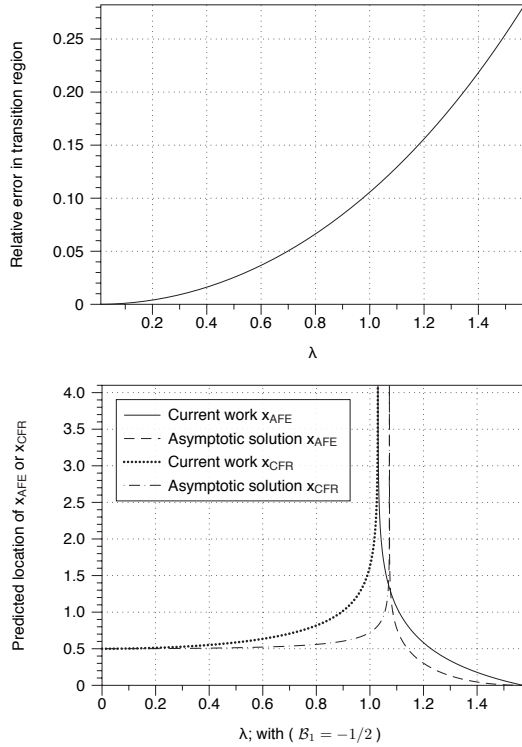 Relative error in transition region
0.25
0.20
0.15
0.10
0.05
0
0.2 0.4 0.6 0.8 1.0 1.2 1.4
λ
Predicted location of xAFE or xCFR
4.0
3.5
3.0
2.5
2.0
1.5
1.0
0.5
0
Current work xAFE
Asymptotic solution xAFE
Current work xCFR
Asymptotic solution xCFR
0 0.2 0.4 0.6 0.8 1.0 1.2 1.4
λ; with ( ℬ₁ = −1/2 )